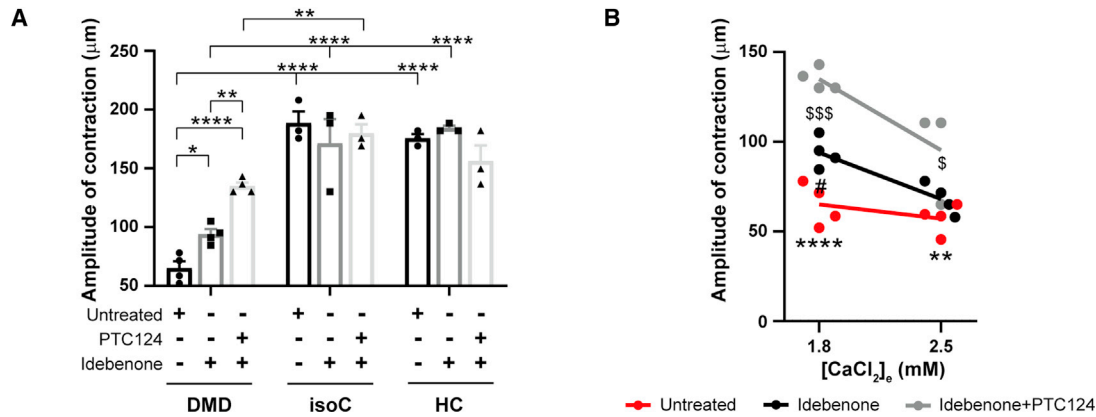 A
Amplitude of contraction (μm)
250
200
150
100
50
**
**** ****
**** ****
**
****
*
Untreated + - - + - - + - -
PTC124 - - + - - + - - +
Idebenone - + + - + + - + +
DMD isoC HC
B
Amplitude of contraction (μm)
150
100
50
0
$$$
#
****
$
**
1.8 2.5
[CaCl₂]ₑ (mM)
Untreated Idebenone Idebenone+PTC124